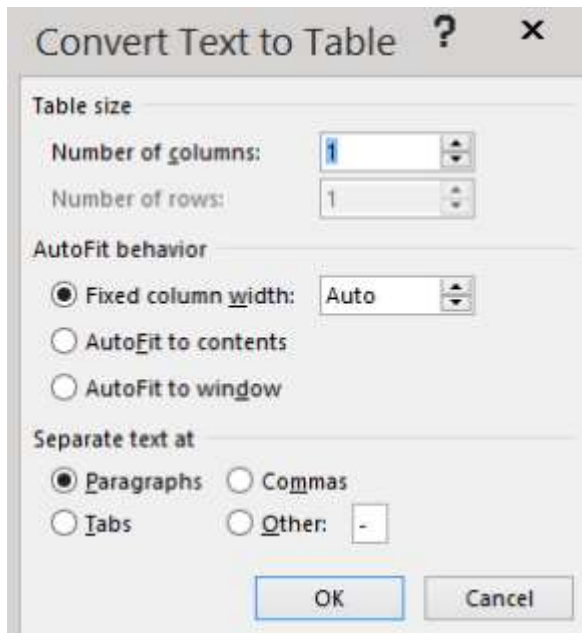 Convert Text to Table ? ×
Table size
Number of columns: 1
Number of rows: 1
AutoFit behavior
Fixed column width: Auto
AutoFit to contents
AutoFit to window
Separate text at
Paragraphs Commas
Tabs Other: -
OK Cancel